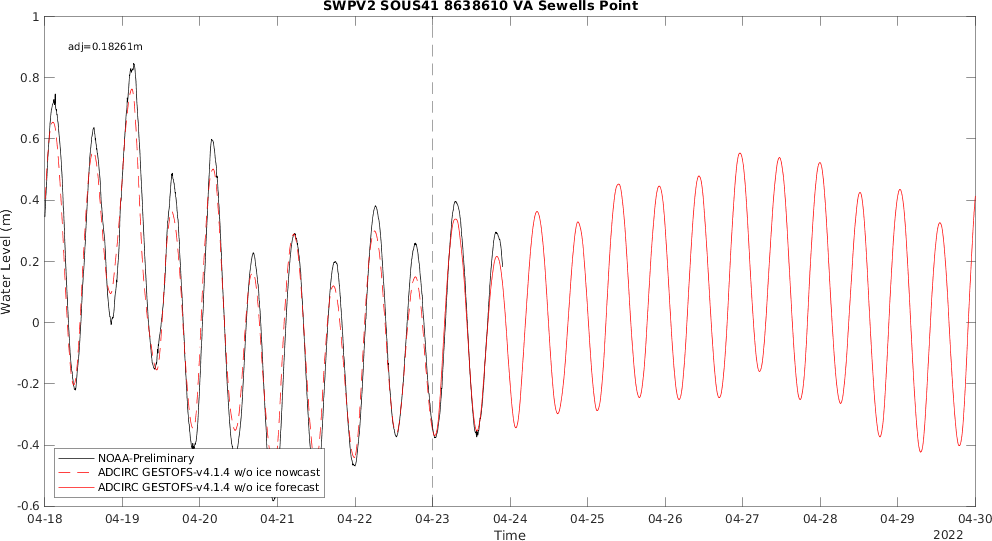 SWPV2 SOUS41 8638610 VA Sewells Point
adj=0.18261m
1
0.8
0.6
0.4
0.2
0
-0.2
-0.4
-0.6
Water Level (m)
NOAA-Preliminary
ADCIRC GESTOFS-v4.1.4 w/o ice nowcast
ADCIRC GESTOFS-v4.1.4 w/o ice forecast
04-18 04-19 04-20 04-21 04-22 04-23 04-24 04-25 04-26 04-27 04-28 04-29 04-30
Time
2022